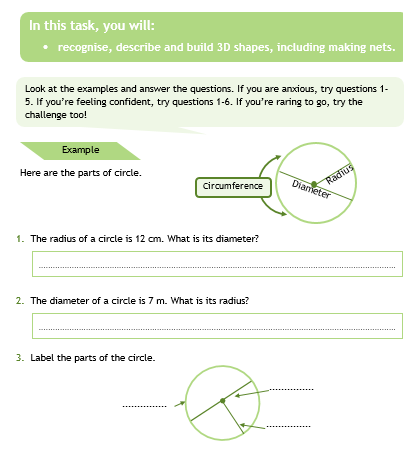 In this task, you will:
• recognise, describe and build 3D shapes, including making nets.
Look at the examples and answer the questions. If you are anxious, try questions 1-
5. If you’re feeling confident, try questions 1-6. If you’re raring to go, try the
challenge too!
Example
Here are the parts of circle.
Circumference
Diameter
Radius
1. The radius of a circle is 12 cm. What is its diameter?
2. The diameter of a circle is 7 m. What is its radius?
3. Label the parts of the circle.